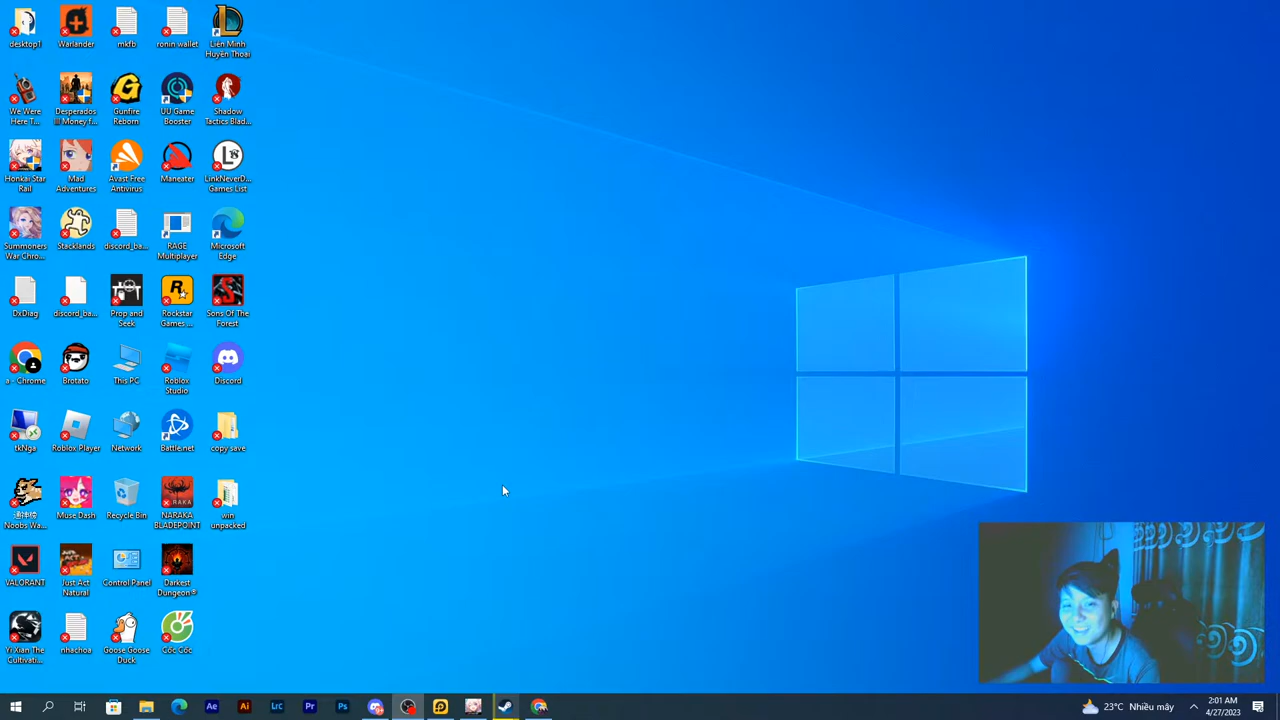 desktop1
Warlander
mkfb
ronin wallet
Liên Minh
Huyền Thoại
We Were
Here T...
Desperados
III Money f...
Gunfire
Reborn
UU Game
Booster
Shadow
Tactics Blad...
Honkai Star
Rail
Mad
Adventures
Avast Free
Antivirus
Maneater
LinkNeverD...
Games List
Summoners
War Chro...
Stacklands
discord_ba...
RAGE
Multiplayer
Microsoft
Edge
DxDiag
discord_ba...
Prop and
Seek
Rockstar
Games ...
Sons Of The
Forest
a - Chrome
Brotato
This PC
Roblox
Studio
Discord
tkNga
Roblox Player
Network
Battle.net
copy save
Noobs Wa...
Muse Dash
Recycle Bin
NARAKA
BLADEPOINT
win
unpacked
VALORANT
Just Act
Natural
Control Panel
Darkest
Dungeon®
Yi Xian The
Cultivati...
nhachoa
Goose Goose
Duck
Cốc Cốc
Ae
Ai
Lrc
Pr
Ps
23°C Nhiều mây
2:01 AM
4/27/2023